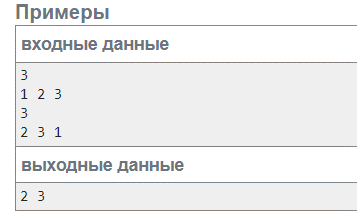 Примеры
входные данные
3
1 2 3
3
2 3 1
выходные данные
2 3